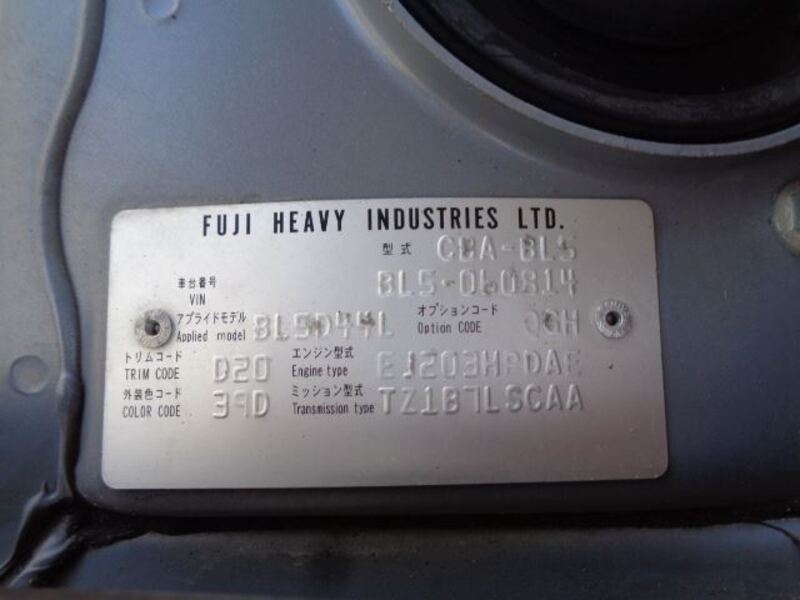 FUJI HEAVY INDUSTRIES LTD.
型式 CBA-BL5
車台番号 BL5-060814
VIN
アプライドモデル オプションコード
Applied model BL5D44L Option CODE QGH
トリムコード エンジン型式
TRIM CODE D20 Engine type EJ203HPDAE
外装色コード ミッション型式
COLOR CODE 39D Transmission type TZ1B7LSCAA